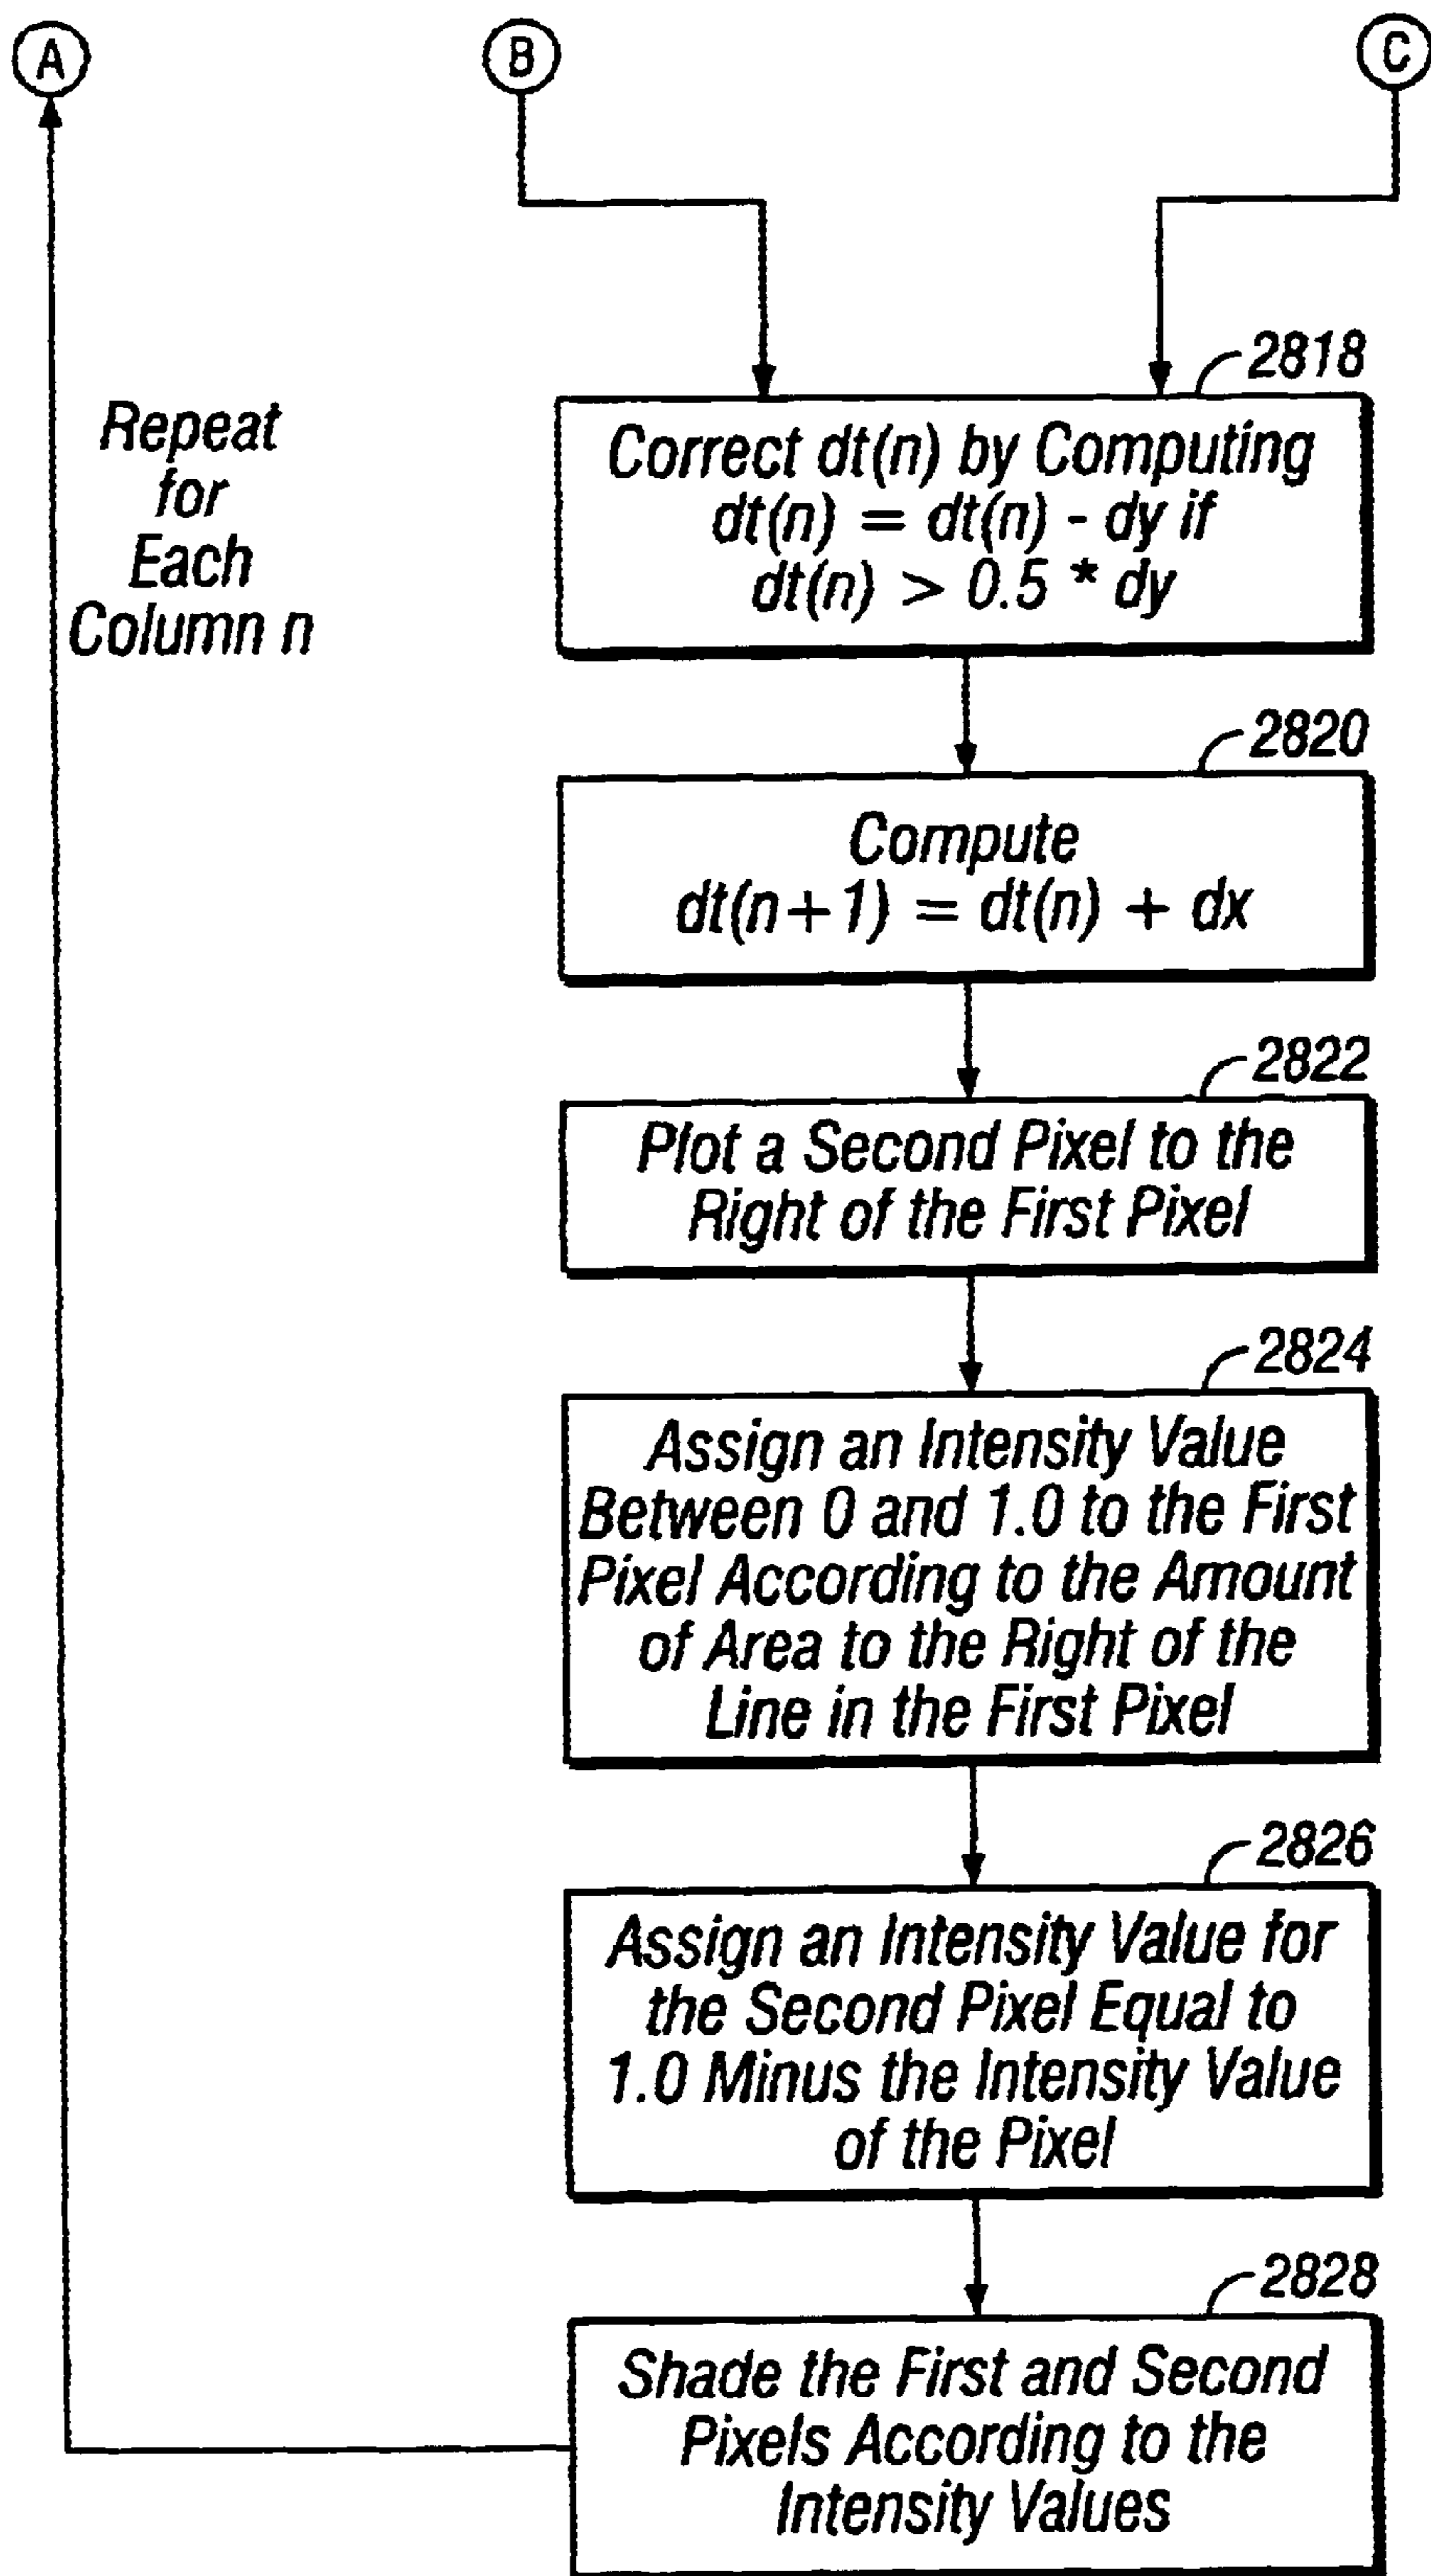 A
B
C
Repeat
for
Each
Column n
2818
Correct dt(n) by Computing
dt(n) = dt(n) - dy if
dt(n) > 0.5 * dy
2820
Compute
dt(n+1) = dt(n) + dx
2822
Plot a Second Pixel to the
Right of the First Pixel
2824
Assign an Intensity Value
Between 0 and 1.0 to the First
Pixel According to the Amount
of Area to the Right of the
Line in the First Pixel
2826
Assign an Intensity Value for
the Second Pixel Equal to
1.0 Minus the Intensity Value
of the Pixel
2828
Shade the First and Second
Pixels According to the
Intensity Values